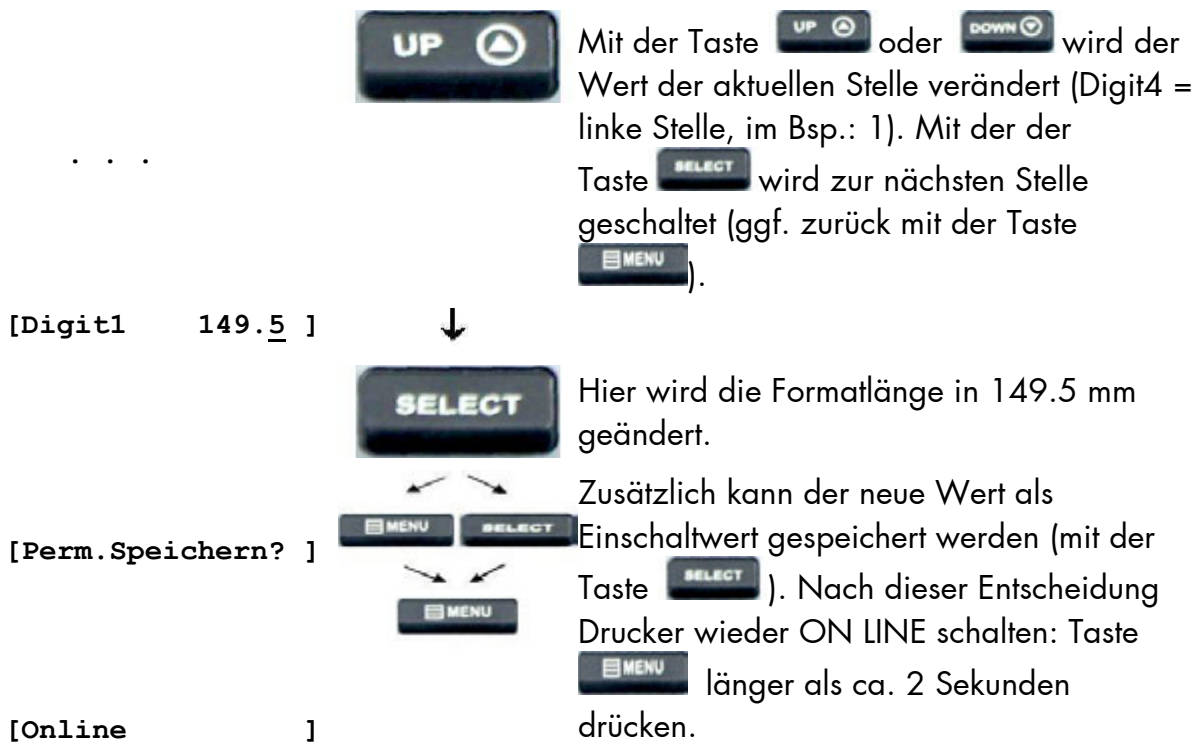 UP
Mit der Taste UP oder DOWN wird der
Wert der aktuellen Stelle verändert (Digit4 =
linke Stelle, im Bsp.: 1). Mit der der
. . .
Taste SELECT wird zur nächsten Stelle
geschaltet (ggf. zurück mit der Taste
MENU ).
[Digit1 149.5 ]
SELECT
Hier wird die Formatlänge in 149.5 mm
geändert.
Zusätzlich kann der neue Wert als
[Perm.Speichern? ]
MENU SELECT
Einschaltwert gespeichert werden (mit der
Taste SELECT ). Nach dieser Entscheidung
MENU
Drucker wieder ON LINE schalten: Taste
MENU länger als ca. 2 Sekunden
drücken.
[Online ]